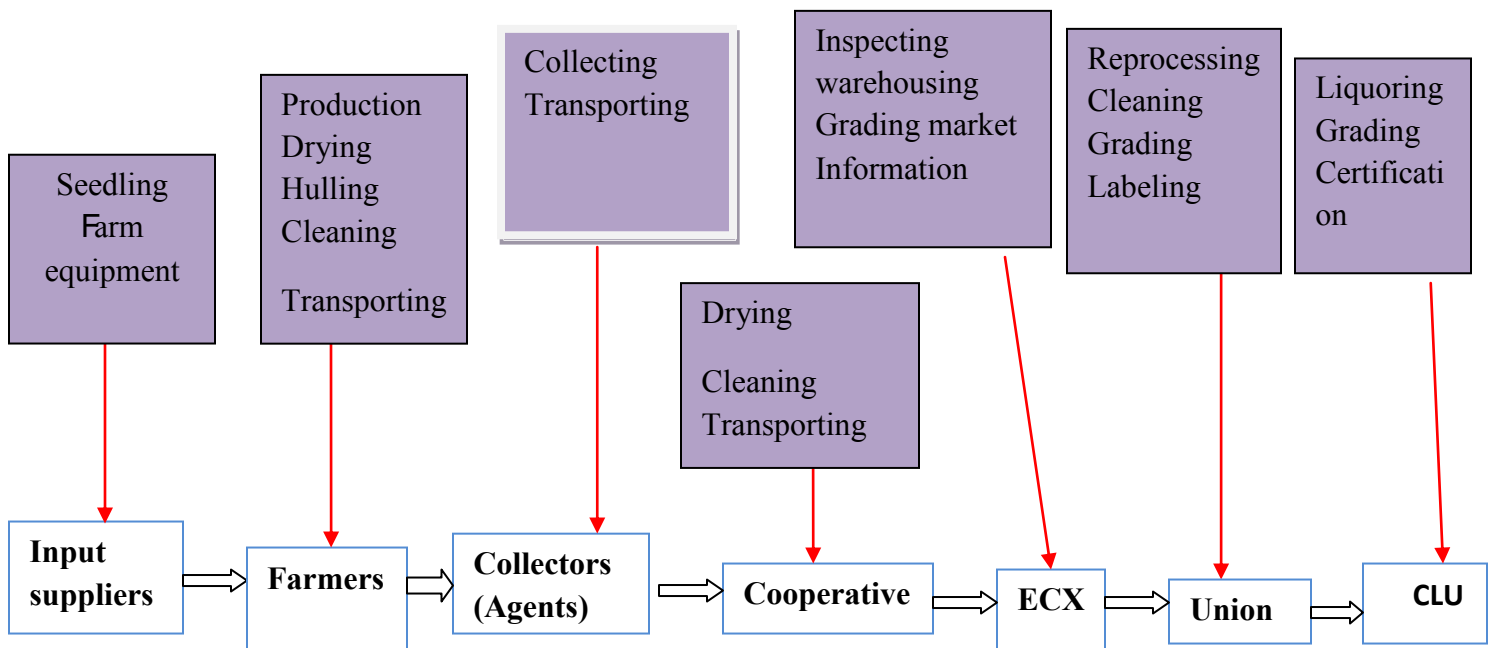 Seedling
Farm
equipment
Production
Drying
Hulling
Cleaning
Transporting
Collecting
Transporting
Drying
Cleaning
Transporting
Inspecting
warehousing
Grading market
Information
Reprocessing
Cleaning
Grading
Labeling
Liquoring
Grading
Certificati
on
Input
suppliers
Farmers
Collectors
(Agents)
Cooperative
ECX
Union
CLU